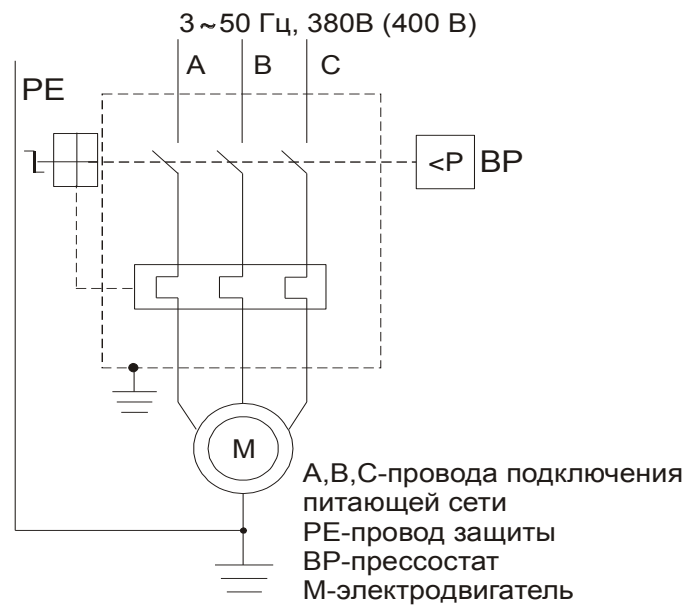 3~50 Гц, 380В (400 В)
A B C
PE
<P BP
M
A,B,C-провода подключения
питающей сети
PE-провод защиты
BP-прессостат
М-электродвигатель